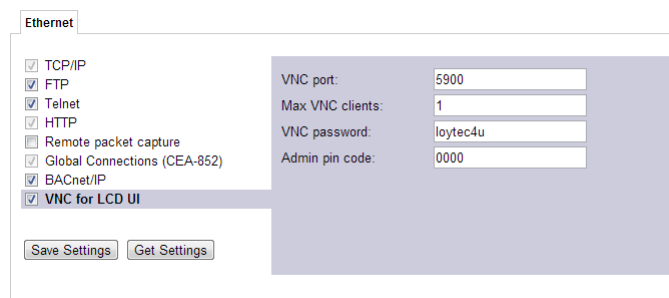 Ethernet
TCP/IP
FTP
Telnet
HTTP
Remote packet capture
Global Connections (CEA-852)
BACnet/IP
VNC for LCD UI
Save Settings Get Settings
VNC port: 5900
Max VNC clients: 1
VNC password: loytec4u
Admin pin code: 0000